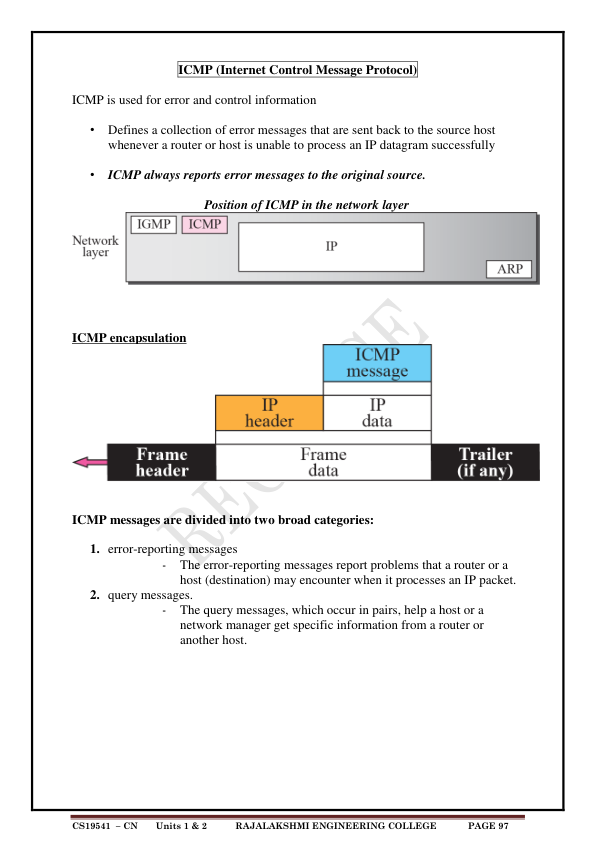 ICMP (Internet Control Message Protocol)
ICMP is used for error and control information
• Defines a collection of error messages that are sent back to the source host
whenever a router or host is unable to process an IP datagram successfully
• ICMP always reports error messages to the original source.
Position of ICMP in the network layer
IGMP ICMP
Network
layer
IP
ARP
ICMP encapsulation
ICMP
message
IP
header
IP
data
Frame
header
Frame
data
Trailer
(if any)
ICMP messages are divided into two broad categories:
1. error-reporting messages
- The error-reporting messages report problems that a router or a
host (destination) may encounter when it processes an IP packet.
2. query messages.
- The query messages, which occur in pairs, help a host or a
network manager get specific information from a router or
another host.
CS19541 – CN Units 1 & 2 RAJALAKSHMI ENGINEERING COLLEGE PAGE 97